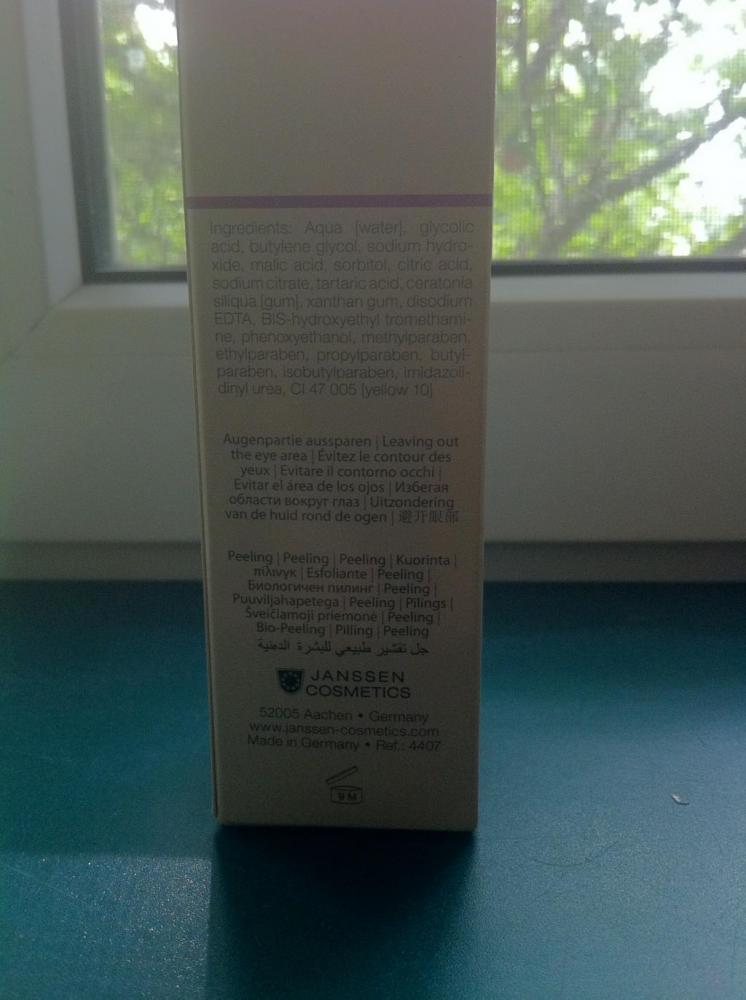 Ingredients: Aqua [water], glycolic
acid, butylene glycol, sodium hydro-
xide, malic acid, sorbitol, citric acid,
sodium citrate, tartaric acid, ceratonia
siliqua [gum], xanthan gum, disodium
EDTA, BIS-hydroxyethyl tromethami-
ne, phenoxyethanol, methylparaben,
ethylparaben, propylparaben, butyl-
paraben, isobutylparaben, imidazoli-
dinyl urea, CI 47 005 [yellow 10]
Augenpartie aussparen | Leaving out
the eye area | Évitez le contour des
yeux | Evitare il contorno occhi |
Evitar el área de los ojos | Избегая
области вокруг глаз | Uitzondering
van de huid rond de ogen | 避开眼部
Peeling | Peeling | Peeling | Kuorinta |
πίλινγκ | Esfoliante | Peeling |
Биологичен пилинг | Peeling |
Puuviljahapetega | Peeling | Pīlings |
Šveičiamoji priemonė | Peeling |
Bio-Peeling | Pilling | Peeling
جل تقشير طبيعي للبشرة الدهنية
JANSSEN
COSMETICS
52005 Aachen • Germany
www.janssen-cosmetics.com
Made in Germany • Ref.: 4407
9 M